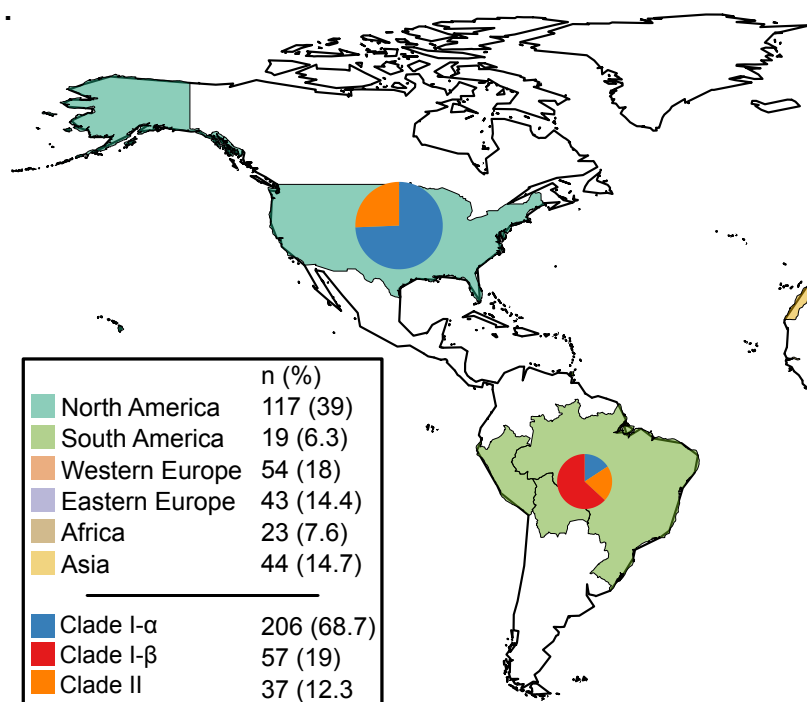 .
n (%)
North America 117 (39)
South America 19 (6.3)
Western Europe 54 (18)
Eastern Europe 43 (14.4)
Africa 23 (7.6)
Asia 44 (14.7)
Clade I-α 206 (68.7)
Clade I-β 57 (19)
Clade II 37 (12.3